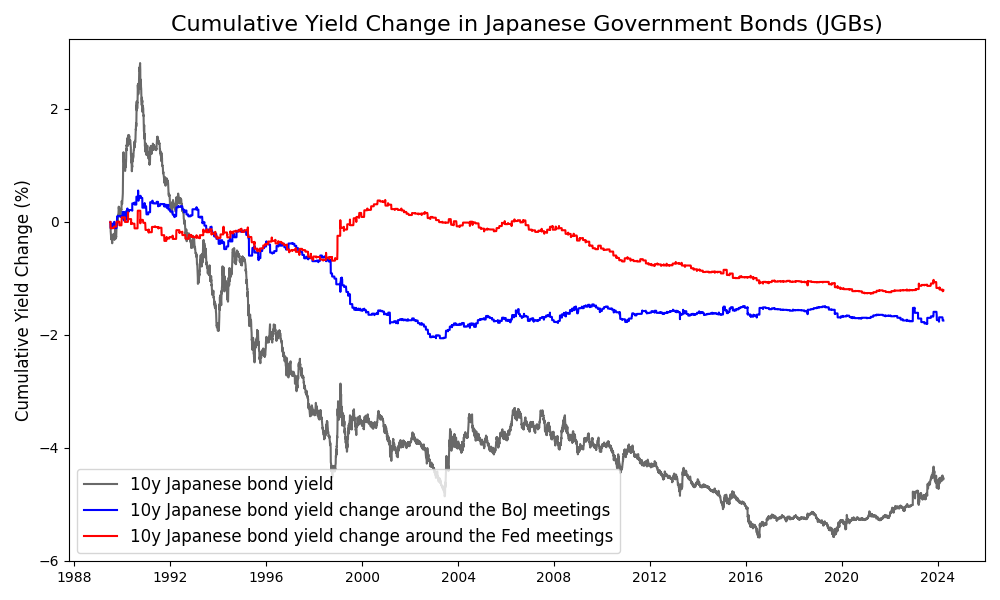 Cumulative Yield Change in Japanese Government Bonds (JGBs)
Cumulative Yield Change (%)
2
0
−2
−4
−6
10y Japanese bond yield
10y Japanese bond yield change around the BoJ meetings
10y Japanese bond yield change around the Fed meetings
1988 1992 1996 2000 2004 2008 2012 2016 2020 2024